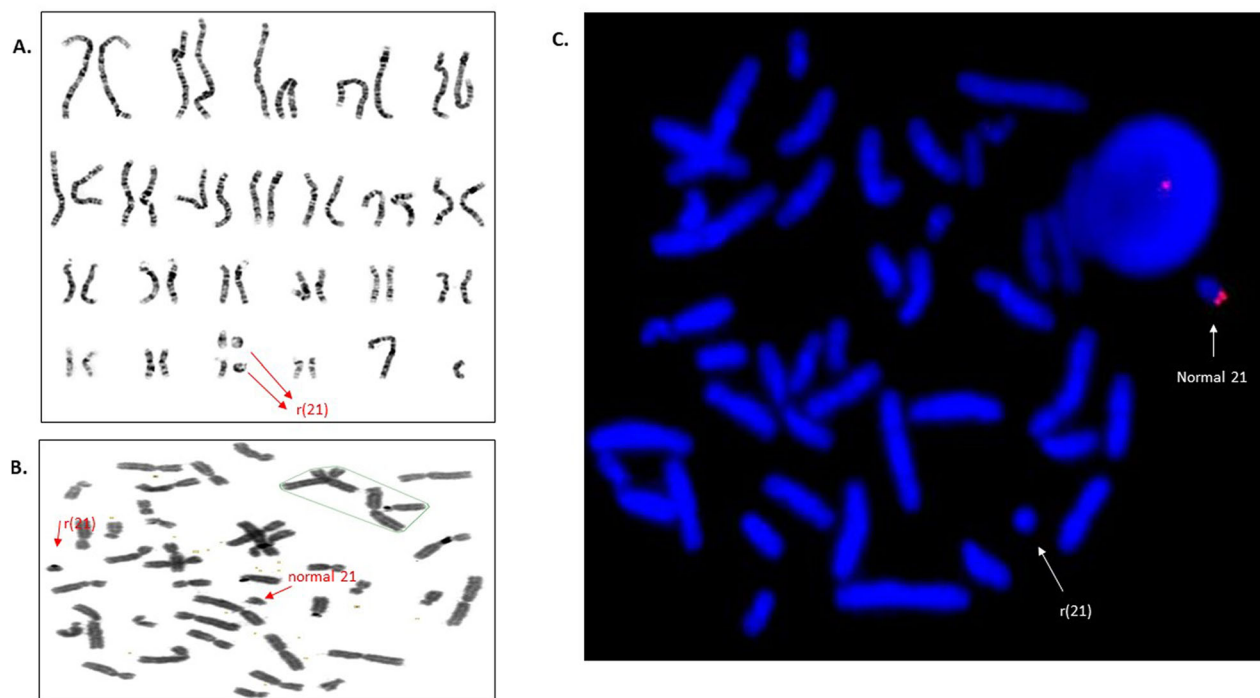 A.
r(21)
B.
r(21)
normal 21
C.
Normal 21
r(21)